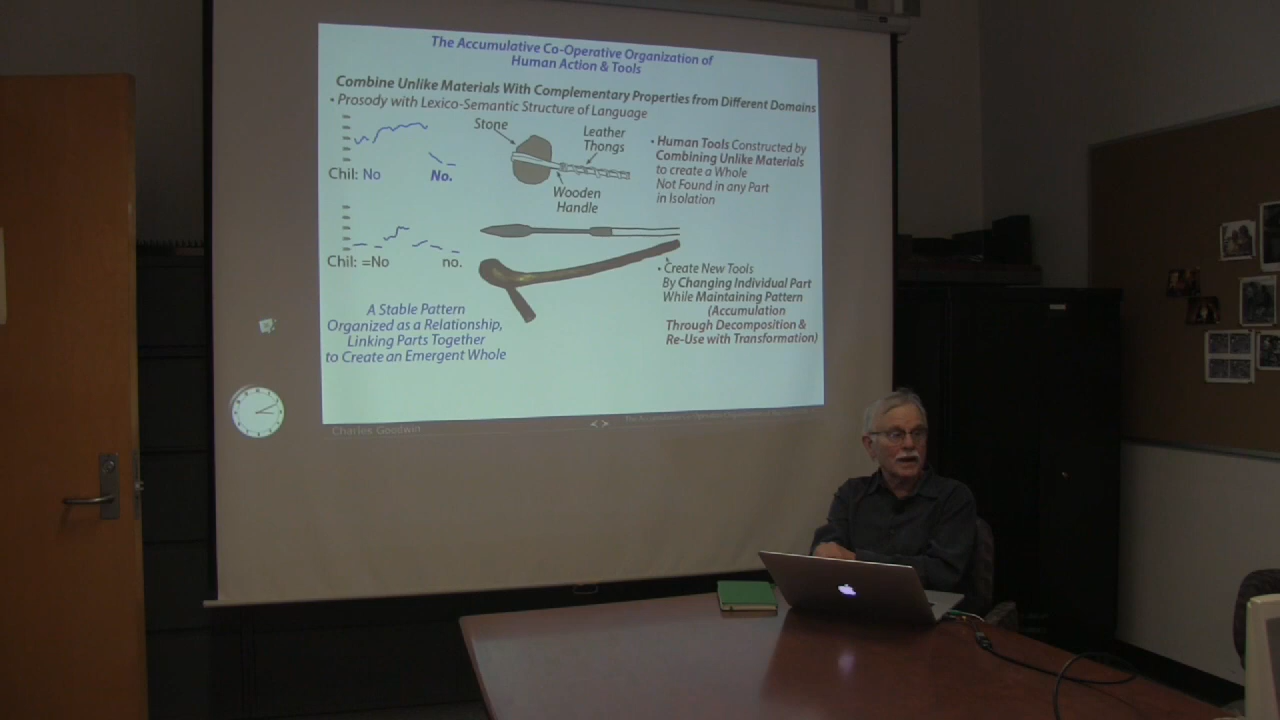 The Accumulative Co-Operative Organization of
Human Action & Tools
Combine Unlike Materials With Complementary Properties from Different Domains
• Prosody with Lexico-Semantic Structure of Language
Chil: No No.
Chil: =No no.
A Stable Pattern
Organized as a Relationship,
Linking Parts Together
to Create an Emergent Whole
Stone
Leather
Thongs
Wooden
Handle
• Human Tools Constructed by
Combining Unlike Materials
to create a Whole
Not Found in any Part
in Isolation
• Create New Tools
By Changing Individual Part
While Maintaining Pattern
(Accumulation
Through Decomposition &
Re-Use with Transformation)
Charles Goodwin